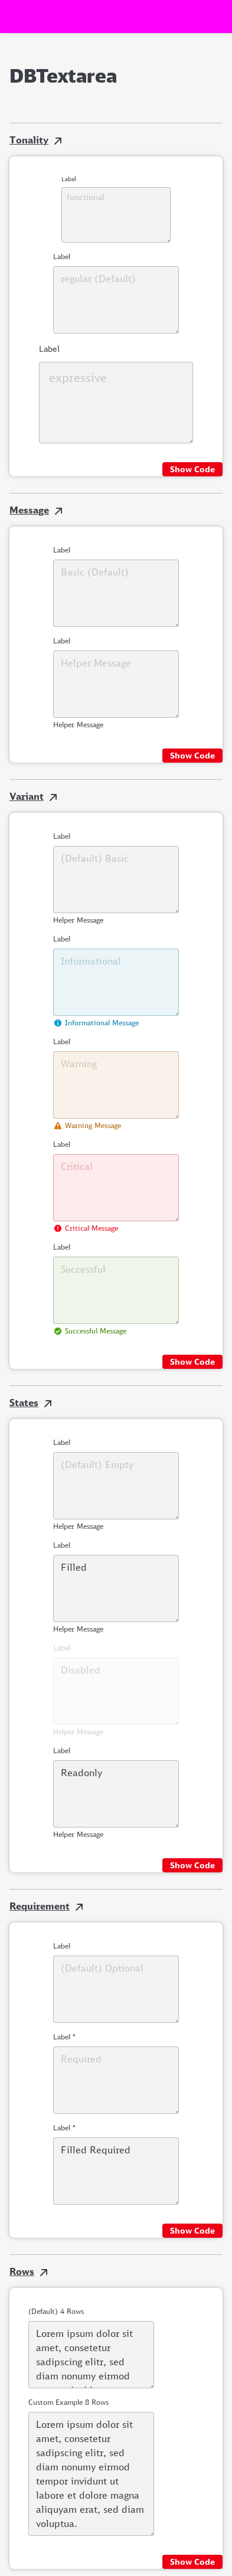 DBTextarea
Tonality
Label
functional
Label
regular (Default)
Label
expressive
Show Code
Message
Label
Basic (Default)
Label
Helper Message
Helper Message
Show Code
Variant
Label
(Default) Basic
Helper Message
Label
Informational
Informational Message
Label
Warning
Warning Message
Label
Critical
Critical Message
Label
Successful
Successful Message
Show Code
States
Label
(Default) Empty
Helper Message
Label
Filled
Helper Message
Label
Disabled
Helper Message
Label
Readonly
Helper Message
Show Code
Requirement
Label
(Default) Optional
Label *
Required
Label *
Filled Required
Show Code
Rows
(Default) 4 Rows
Lorem ipsum dolor sit
amet, consetetur
sadipscing elitr, sed
diam nonumy eirmod
Custom Example 8 Rows
Lorem ipsum dolor sit
amet, consetetur
sadipscing elitr, sed
diam nonumy eirmod
tempor invidunt ut
labore et dolore magna
aliquyam erat, sed diam
voluptua.
Show Code